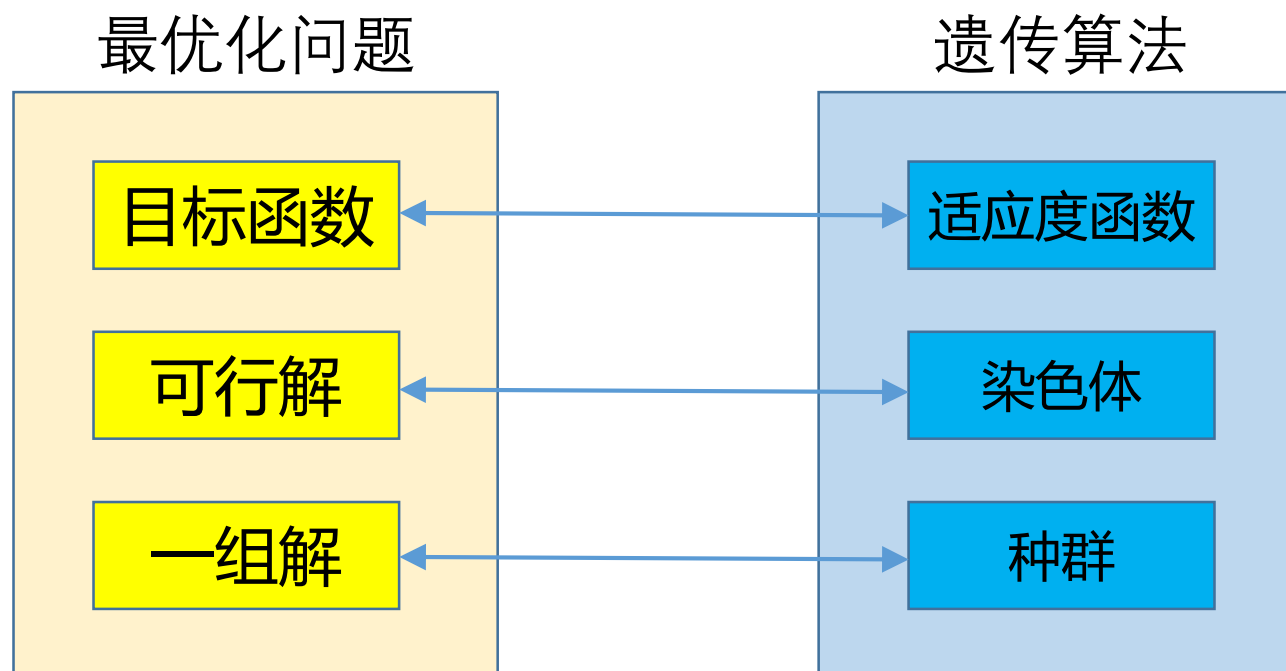 最优化问题
遗传算法
目标函数
适应度函数
可行解
染色体
一组解
种群